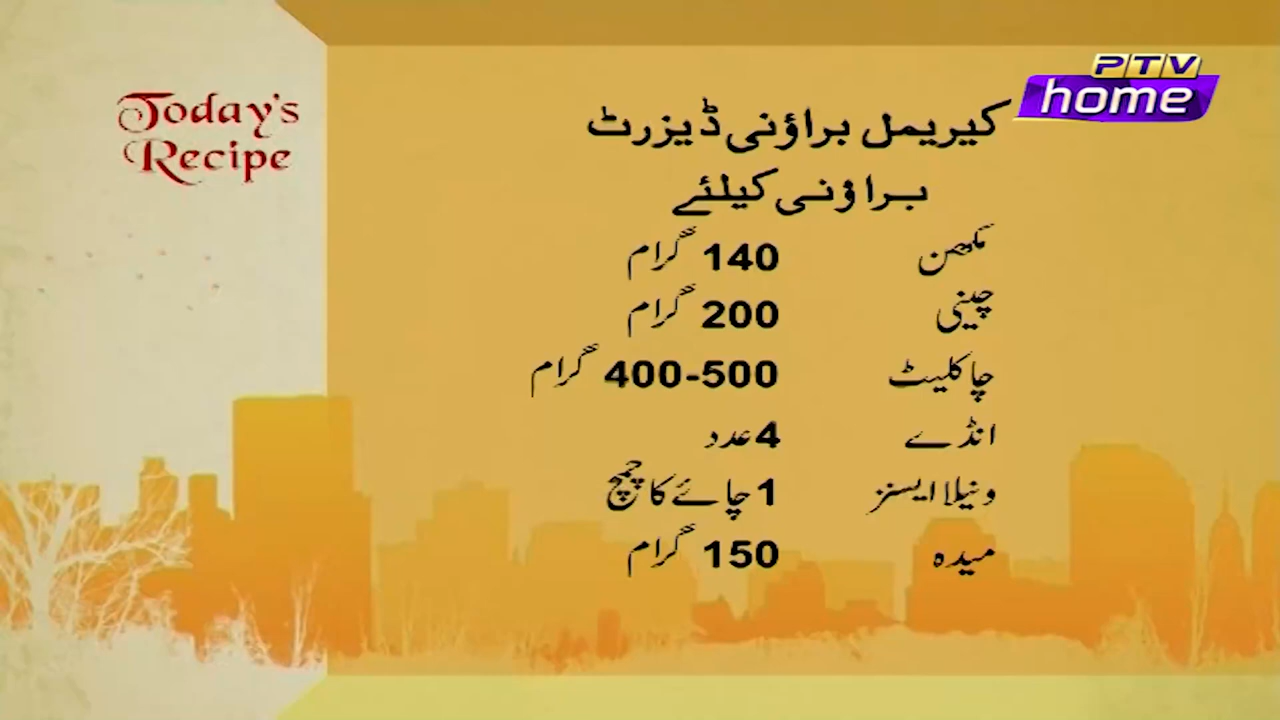 Today's
Recipe
PTV
home
کیریمل براؤنی ڈیزرٹ
براؤنی کیلئے
مکھن 140 گرام
چینی 200 گرام
چاکلیٹ 400-500 گرام
انڈے 4 عدد
ونیلا ایسنز 1 چائے کا چمچ
میدہ 150 گرام